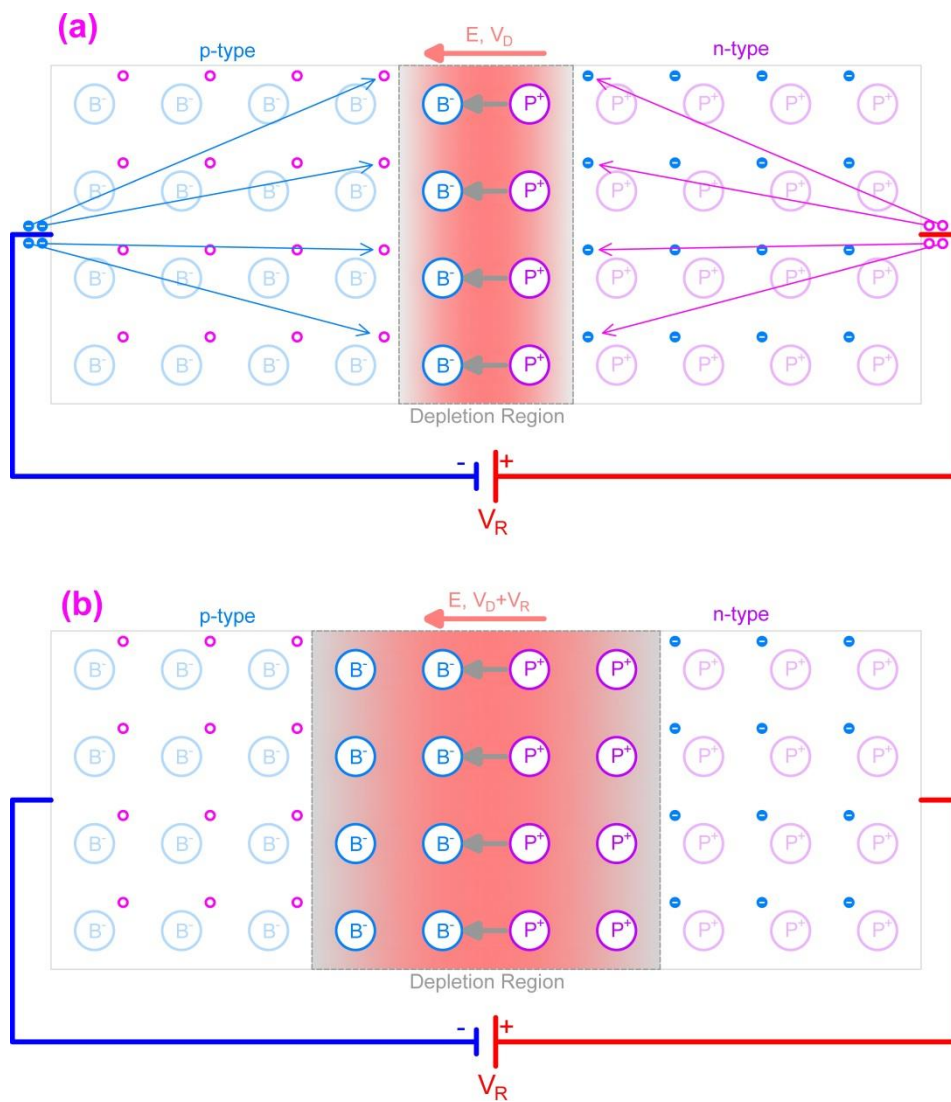 (a)
E, V_D
p-type
n-type
B⁻ B⁻ B⁻ B⁻ B⁻ P⁺ P⁺ P⁺ P⁺ P⁺
B⁻ B⁻ B⁻ B⁻ B⁻ P⁺ P⁺ P⁺ P⁺ P⁺
B⁻ B⁻ B⁻ B⁻ B⁻ P⁺ P⁺ P⁺ P⁺ P⁺
B⁻ B⁻ B⁻ B⁻ B⁻ P⁺ P⁺ P⁺ P⁺ P⁺
Depletion Region
- +
V_R
(b)
E, V_D+V_R
p-type
n-type
B⁻ B⁻ B⁻ B⁻ B⁻ P⁺ P⁺ P⁺ P⁺ P⁺
B⁻ B⁻ B⁻ B⁻ B⁻ P⁺ P⁺ P⁺ P⁺ P⁺
B⁻ B⁻ B⁻ B⁻ B⁻ P⁺ P⁺ P⁺ P⁺ P⁺
B⁻ B⁻ B⁻ B⁻ B⁻ P⁺ P⁺ P⁺ P⁺ P⁺
Depletion Region
- +
V_R